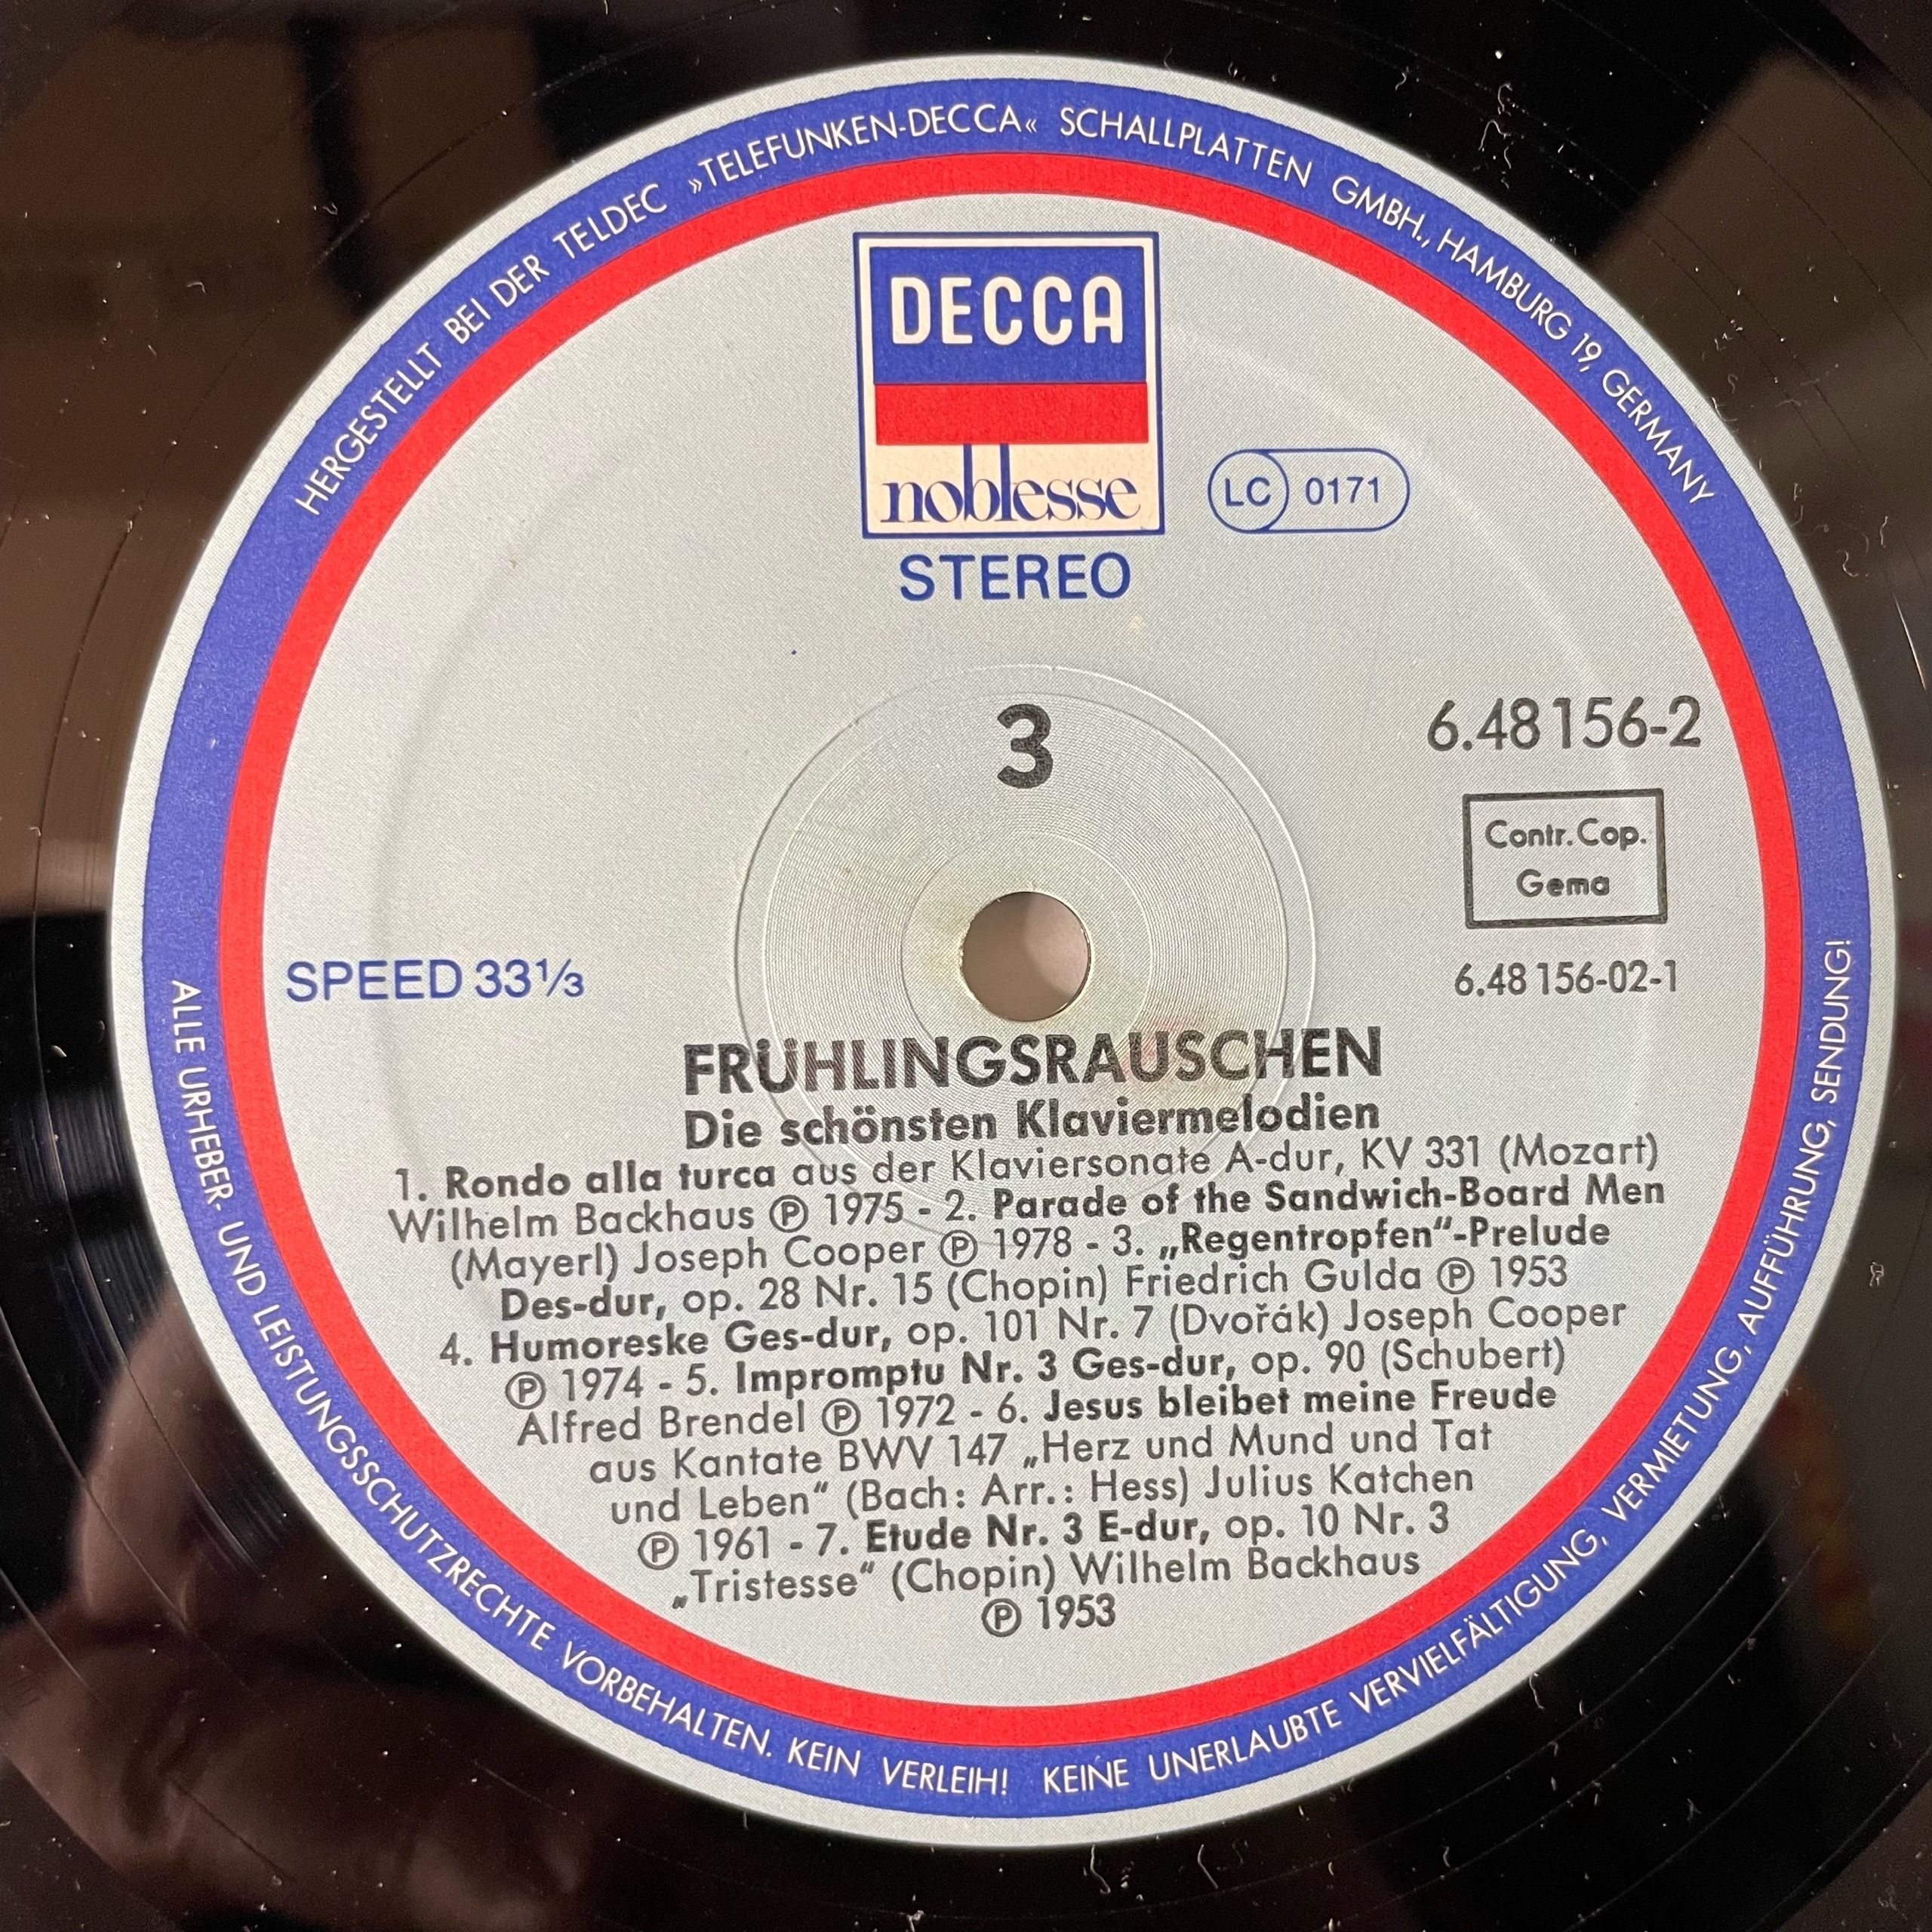 HERGESTELLT BEI DER TELDEC »TELEFUNKEN-DECCA« SCHALLPLATTEN GMBH., HAMBURG 19, GERMANY
DECCA
noblesse
LC 0171
STEREO
3
6.48156-2
Contr. Cop.
Gema
SPEED 33⅓
6.48156-02-1
FRÜHLINGSRAUSCHEN
Die schönsten Klaviermelodien
1. Rondo alla turca aus der Klaviersonate A-dur, KV 331 (Mozart)
Wilhelm Backhaus ℗ 1975 - 2. Parade of the Sandwich-Board Men
(Mayerl) Joseph Cooper ℗ 1978 - 3. „Regentropfen“-Prelude
Des-dur, op. 28 Nr. 15 (Chopin) Friedrich Gulda ℗ 1953
4. Humoreske Ges-dur, op. 101 Nr. 7 (Dvořák) Joseph Cooper
℗ 1974 - 5. Impromptu Nr. 3 Ges-dur, op. 90 (Schubert)
Alfred Brendel ℗ 1972 - 6. Jesus bleibet meine Freude
aus Kantate BWV 147 „Herz und Mund und Tat
und Leben“ (Bach: Arr.: Hess) Julius Katchen
℗ 1961 - 7. Etude Nr. 3 E-dur, op. 10 Nr. 3
„Tristesse“ (Chopin) Wilhelm Backhaus
℗ 1953
ALLE URHEBER- UND LEISTUNGSSCHUTZRECHTE VORBEHALTEN. KEIN VERLEIH! KEINE UNERLAUBTE VERVIELFÄLTIGUNG, VERMIETUNG, AUFFÜHRUNG, SENDUNG!